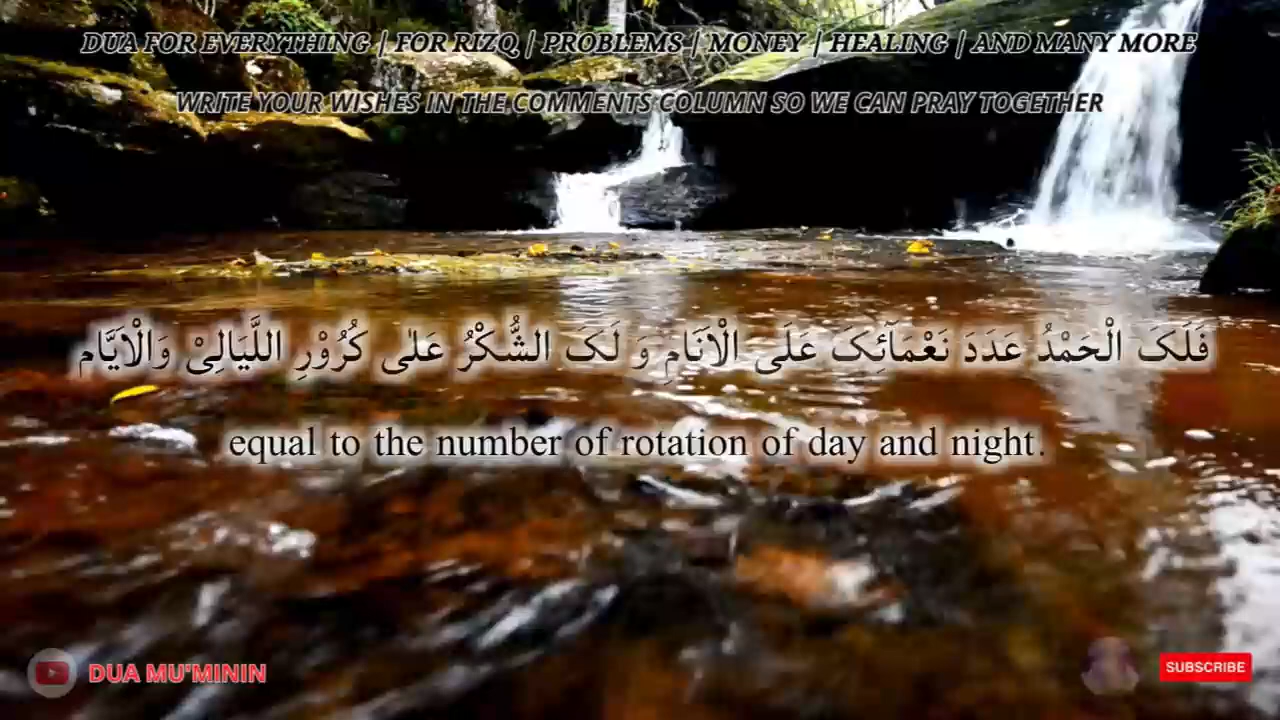 DUA FOR EVERYTHING | FOR RIZQ | PROBLEMS | MONEY | HEALING | AND MANY MORE
WRITE YOUR WISHES IN THE COMMENTS COLUMN SO WE CAN PRAY TOGETHER
فَلَکَ الْحَمْدُ عَدَدَ نَعْمَآئِکَ عَلَی الْاَنَامِ وَ لَکَ الشُّکْرُ عَلٰی کُرُوْرِ اللَّیَالِیْ وَالْاَیَّام
equal to the number of rotation of day and night.
DUA MU'MININ
SUBSCRIBE